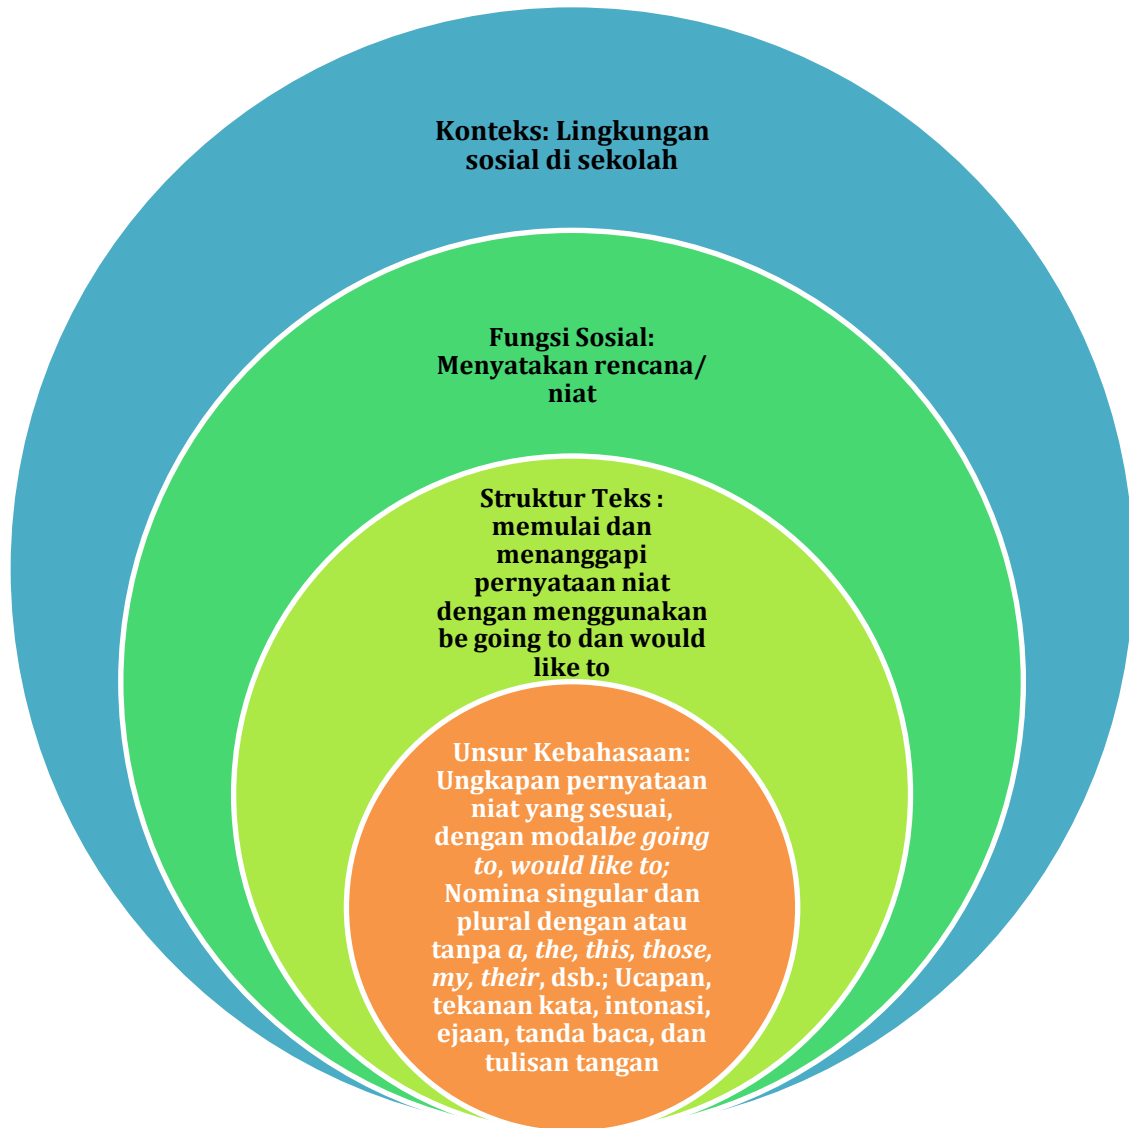 Konteks: Lingkungan
sosial di sekolah
Fungsi Sosial:
Menyatakan rencana/
niat
Struktur Teks :
memulai dan
menanggapi
pernyataan niat
dengan menggunakan
be going to dan would
like to
Unsur Kebahasaan:
Ungkapan pernyataan
niat yang sesuai,
dengan modalbe going
to, would like to;
Nomina singular dan
plural dengan atau
tanpa a, the, this, those,
my, their, dsb.; Ucapan,
tekanan kata, intonasi,
ejaan, tanda baca, dan
tulisan tangan